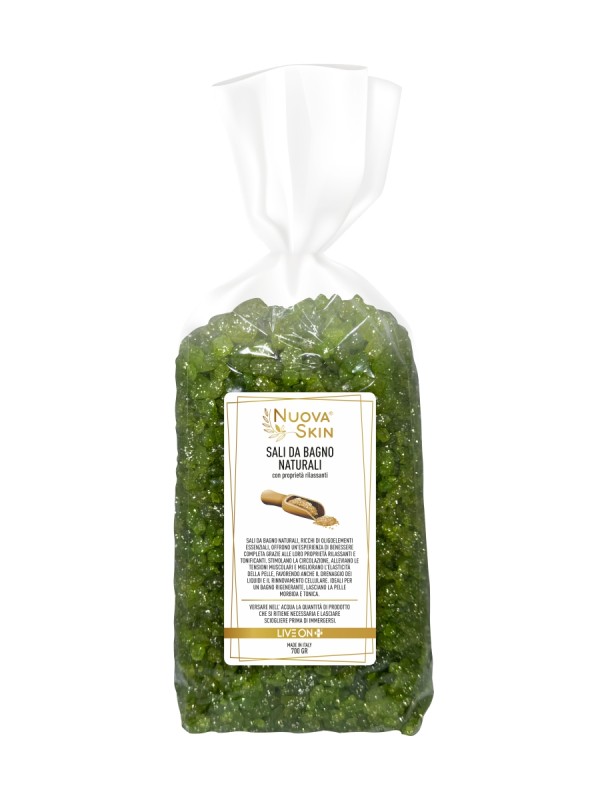 NUOVA®
SKIN
SALI DA BAGNO
NATURALI
con proprietà rilassanti
SALI DA BAGNO NATURALI, RICCHI DI OLIGOELEMENTI
ESSENZIALI, OFFRONO UN'ESPERIENZA DI BENESSERE
COMPLETA GRAZIE ALLE LORO PROPRIETÀ RILASSANTI E
TONIFICANTI, STIMOLANO LA CIRCOLAZIONE, ALLEVIANO LE
TENSIONI MUSCOLARI E MIGLIORANO L'ELASTICITÀ
DELLA PELLE, FAVORENDO ANCHE IL DRENAGGIO DEI
LIQUIDI E IL RINNOVAMENTO CELLULARE. IDEALI PER
UN BAGNO RIGENERANTE, LASCIANO LA PELLE
MORBIDA E TONICA.
VERSARE NELL' ACQUA LA QUANTITÀ DI PRODOTTO
CHE SI RITIENE NECESSARIA E LASCIARE
SCIOGLIERE PRIMA DI IMMERGERSI.
LIVE ON
MADE IN ITALY
700 GR